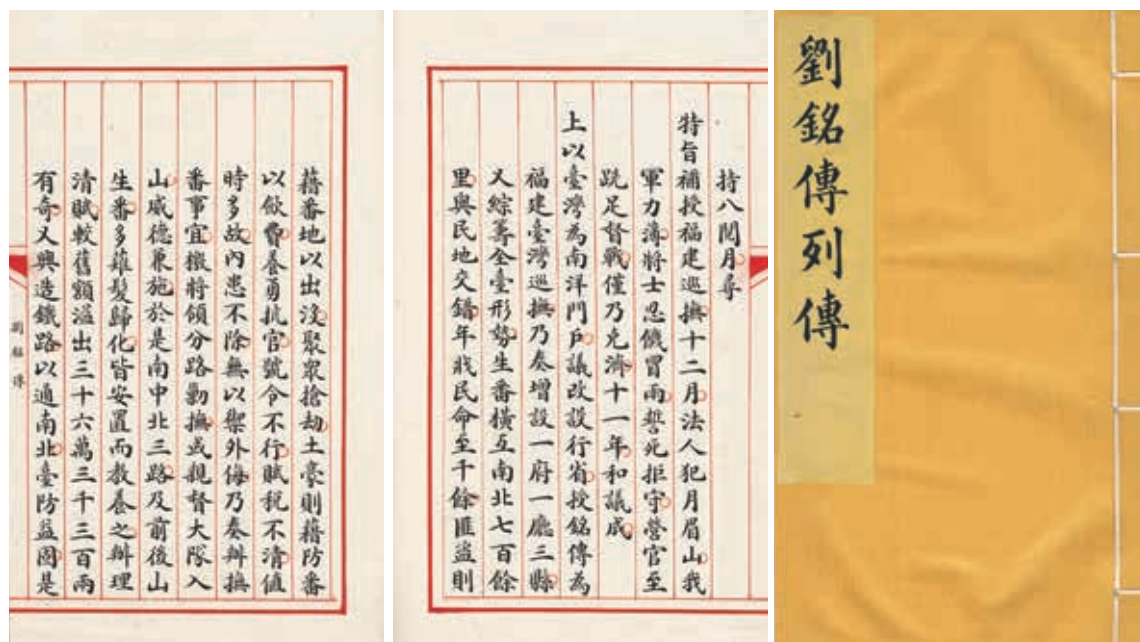 劉銘傳列傳
持八閱月尋
特旨補授福建巡撫十二月法人犯月眉山我
軍力薄將士忍饑冒雨誓死拒守營官至
跣足督戰僅乃克濟十一年和議成
上以臺灣為南洋門戶議改設行省授銘傳為
福建臺灣巡撫乃奏增設一府一廳三縣
又綜籌全臺形勢生番橫亙南北七百餘
里與民地交錯年戕民命至千餘匪盜則
藉番地以出沒聚眾搶劫土豪則藉防番
以斂費養勇抗官號令不行賦稅不清值
時多故內患不除無以禦外侮乃奏辦撫
番事宜檄將領分路勦撫或親督大隊入
山威德兼施於是南中北三路及前後山
生番多薙髮歸化皆安置而教養之辦理
清賦較舊額溢出三十六萬三千三百兩
有奇又興造鐵路以通南北臺防益固是
劉銘傳